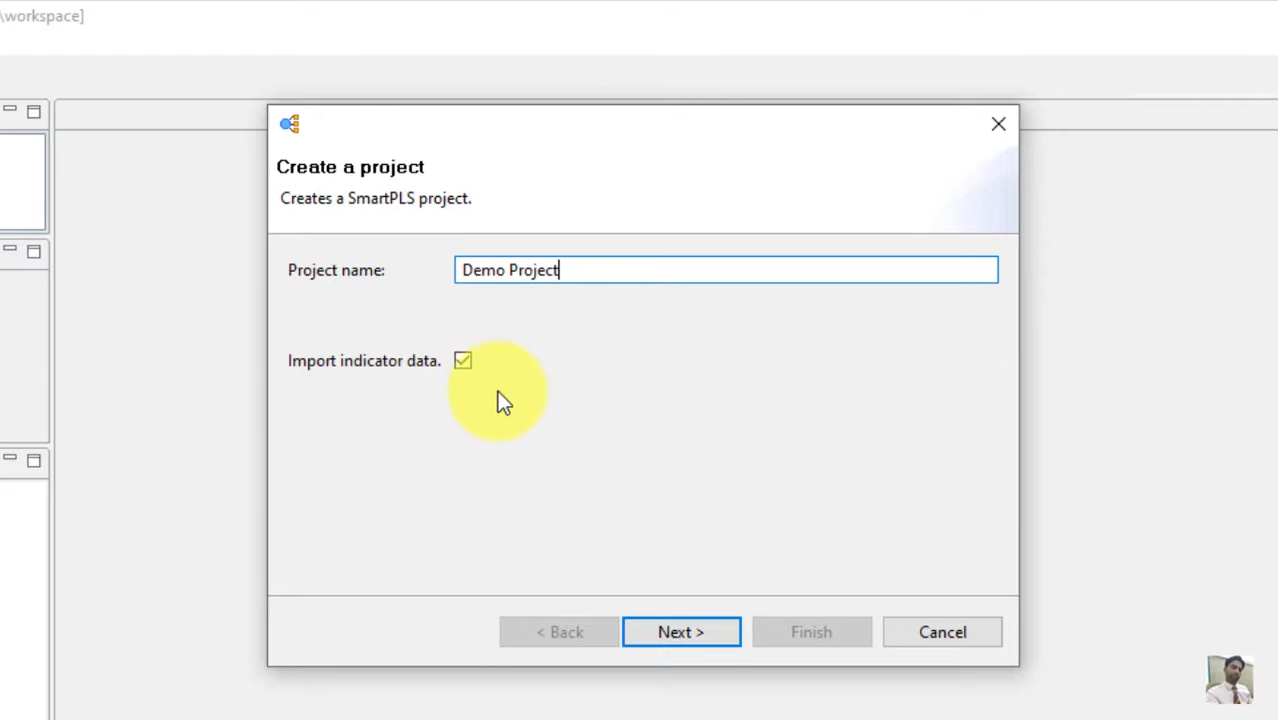 \workspace]
Create a project
Creates a SmartPLS project.
Project name:
Demo Project
Import indicator data.
< Back
Next >
Finish
Cancel